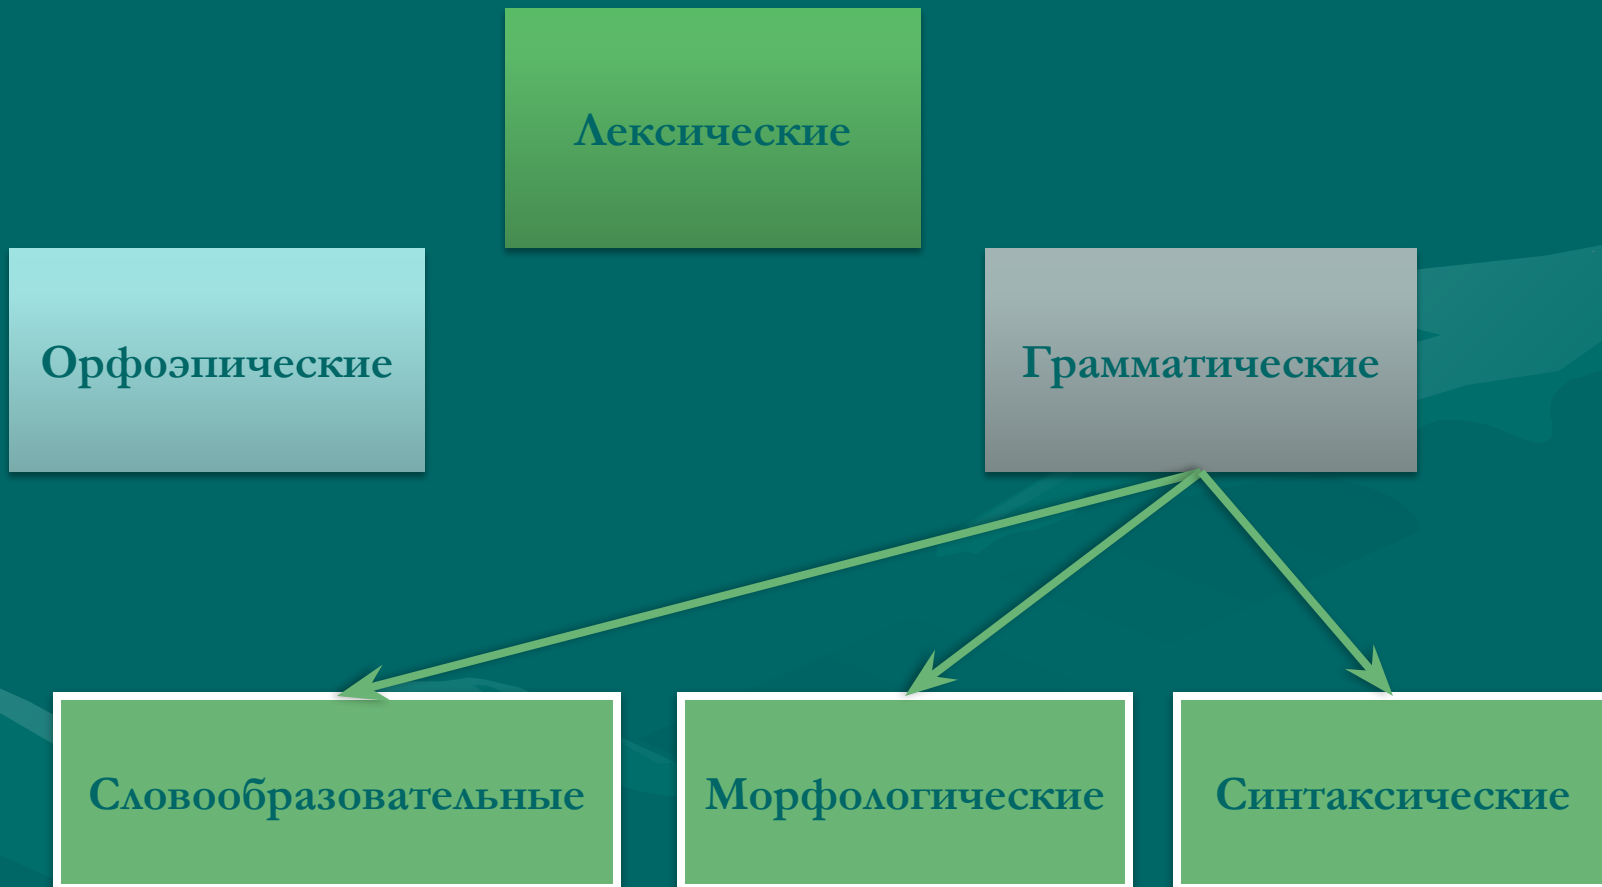 Лексические
Орфоэпические
Грамматические
Словообразовательные
Морфологические
Синтаксические